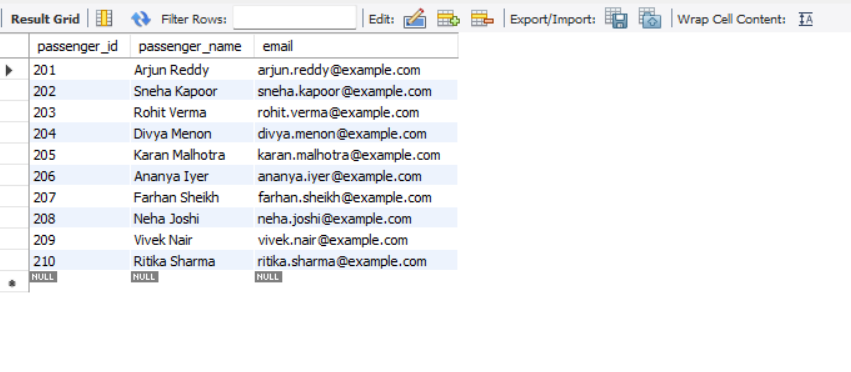 Result Grid Filter Rows: Edit: Export/Import: Wrap Cell Content: IA
passenger_id passenger_name email
201 Arjun Reddy arjun.reddy@example.com
202 Sneha Kapoor sneha.kapoor@example.com
203 Rohit Verma rohit.verma@example.com
204 Divya Menon divya.menon@example.com
205 Karan Malhotra karan.malhotra@example.com
206 Ananya Iyer ananya.iyer@example.com
207 Farhan Sheikh farhan.sheikh@example.com
208 Neha Joshi neha.joshi@example.com
209 Vivek Nair vivek.nair@example.com
210 Ritika Sharma ritika.sharma@example.com
NULL NULL NULL